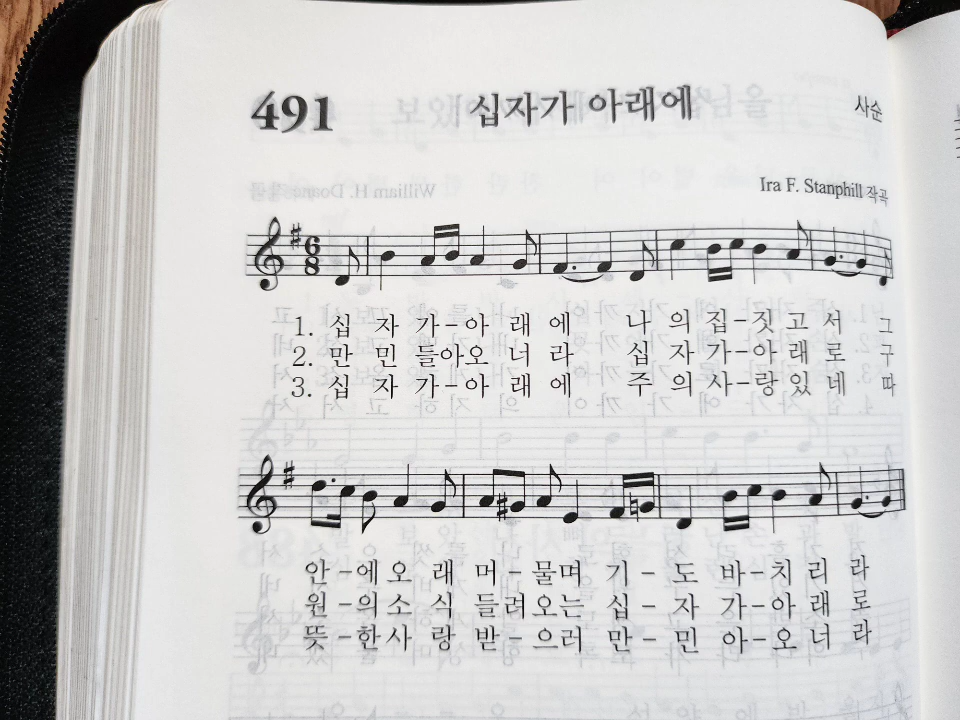 491 십자가 아래에 사순
Ira F. Stanphill 작곡
6
8
1. 십 자 가-아 래 에 나 의 집-짓 고 서 그
2. 만 민 들아오 너 라 십 자 가-아 래 로 구
3. 십 자 가-아 래 에 주 의 사-랑 있 네 따
안-에 오 래 머-물며 기-도 바-치 리 라
원-의 소 식 들려오는 십-자 가-아 래 로
뜻-한 사 랑 받-으러 만-민 아-오 너 라